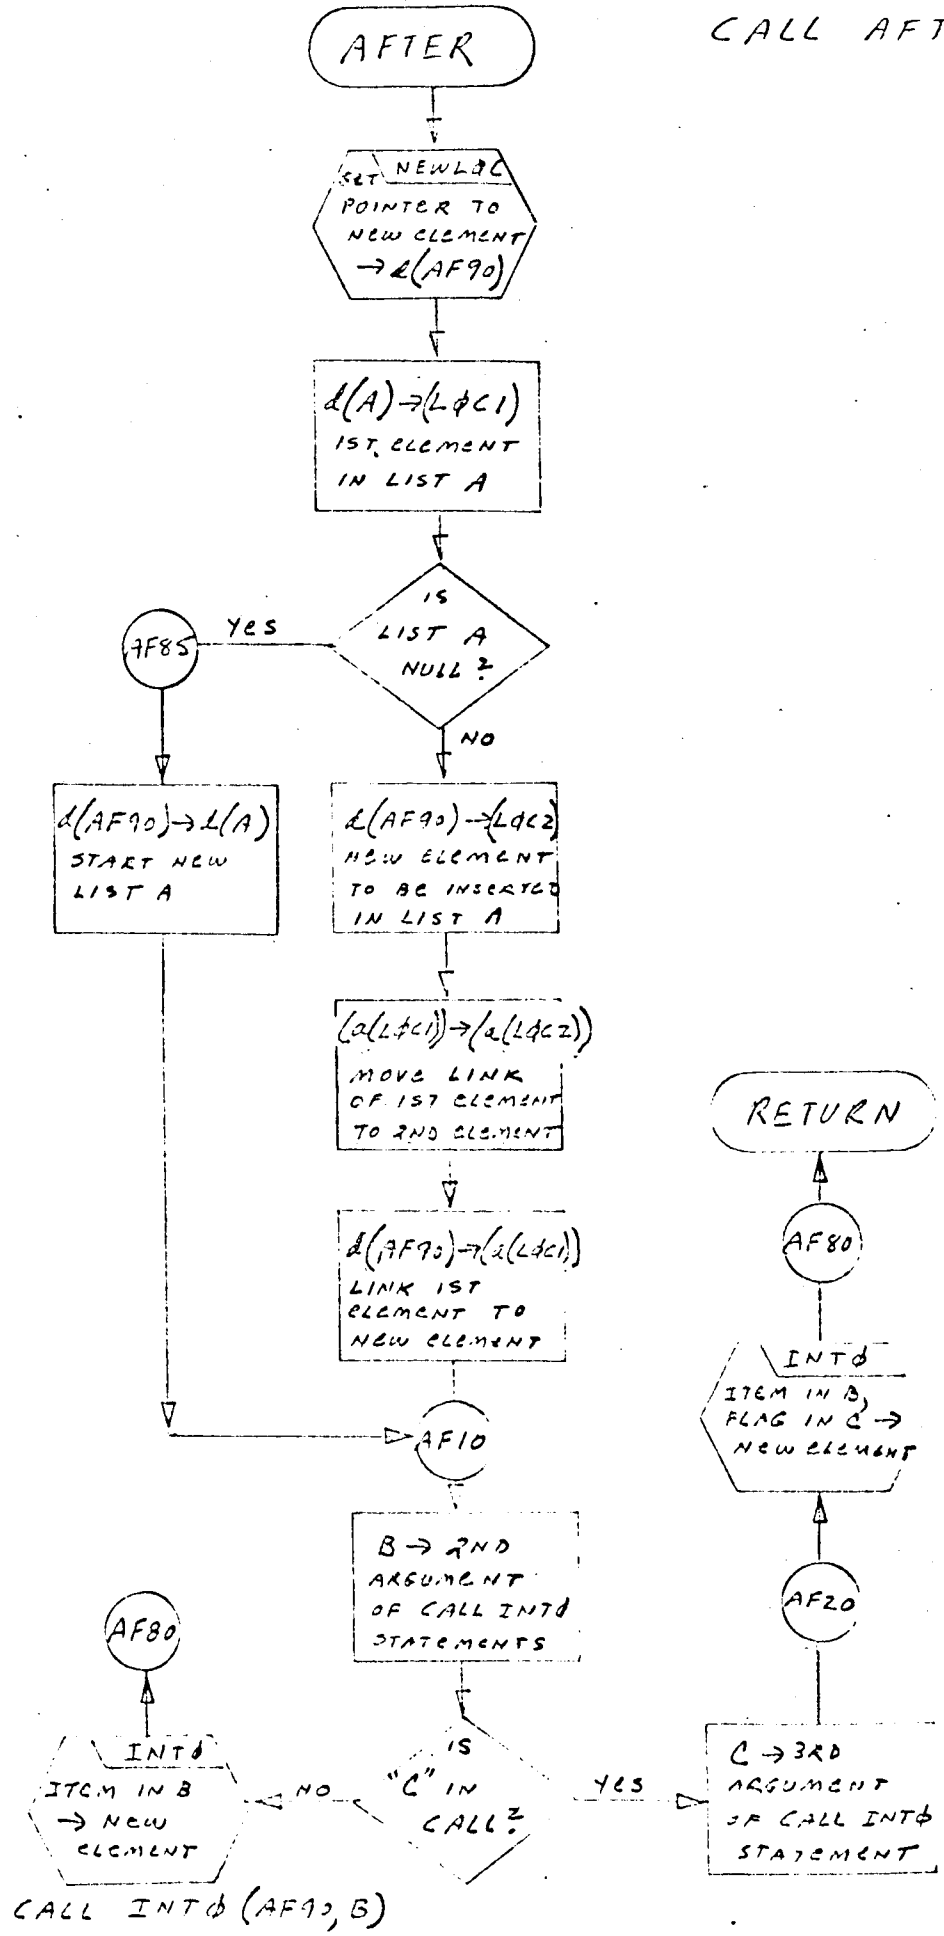 AFTER
CALL AFT
SET NEWLØC
POINTER TO
NEW ELEMENT
→ d(AF90)
d(A)→(LØC1)
1ST ELEMENT
IN LIST A
IS
LIST A
NULL?
YES
AF85
NO
d(AF90)→d(A)
START NEW
LIST A
d(AF90)→(LØC2)
NEW ELEMENT
TO BE INSERTED
IN LIST A
(a(LØC1))→(a(LØC2))
MOVE LINK
OF 1ST ELEMENT
TO 2ND ELEMENT
d(AF90)→(a(LØC1))
LINK 1ST
ELEMENT TO
NEW ELEMENT
AF10
B → 2ND
ARGUMENT
OF CALL INTØ
STATEMENTS
IS
"C" IN
CALL?
NO
INTØ
ITEM IN B
→ NEW
ELEMENT
AF80
CALL INTØ (AF90, B)
YES
C → 3RD
ARGUMENT
OF CALL INTØ
STATEMENT
AF20
INTØ
ITEM IN B,
FLAG IN C →
NEW ELEMENT
AF80
RETURN